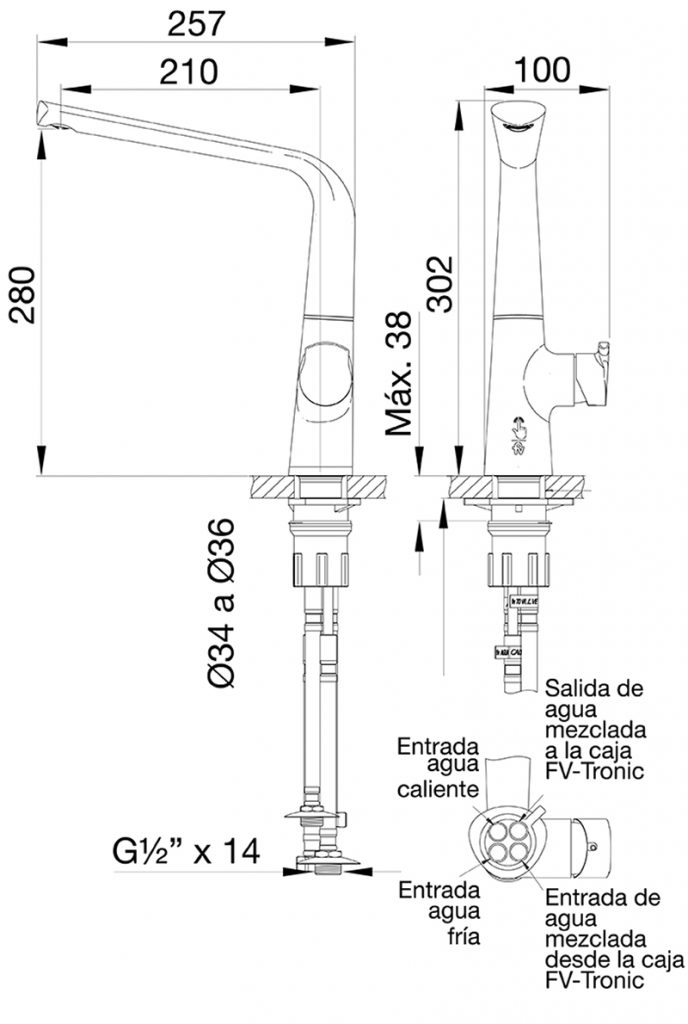 257
210
100
280
302
Máx. 38
Ø34 a Ø36
G½” x 14
Salida de
agua
mezclada
a la caja
FV-Tronic
Entrada
agua
caliente
Entrada
agua
fría
Entrada de
agua
mezclada
desde la caja
FV-Tronic